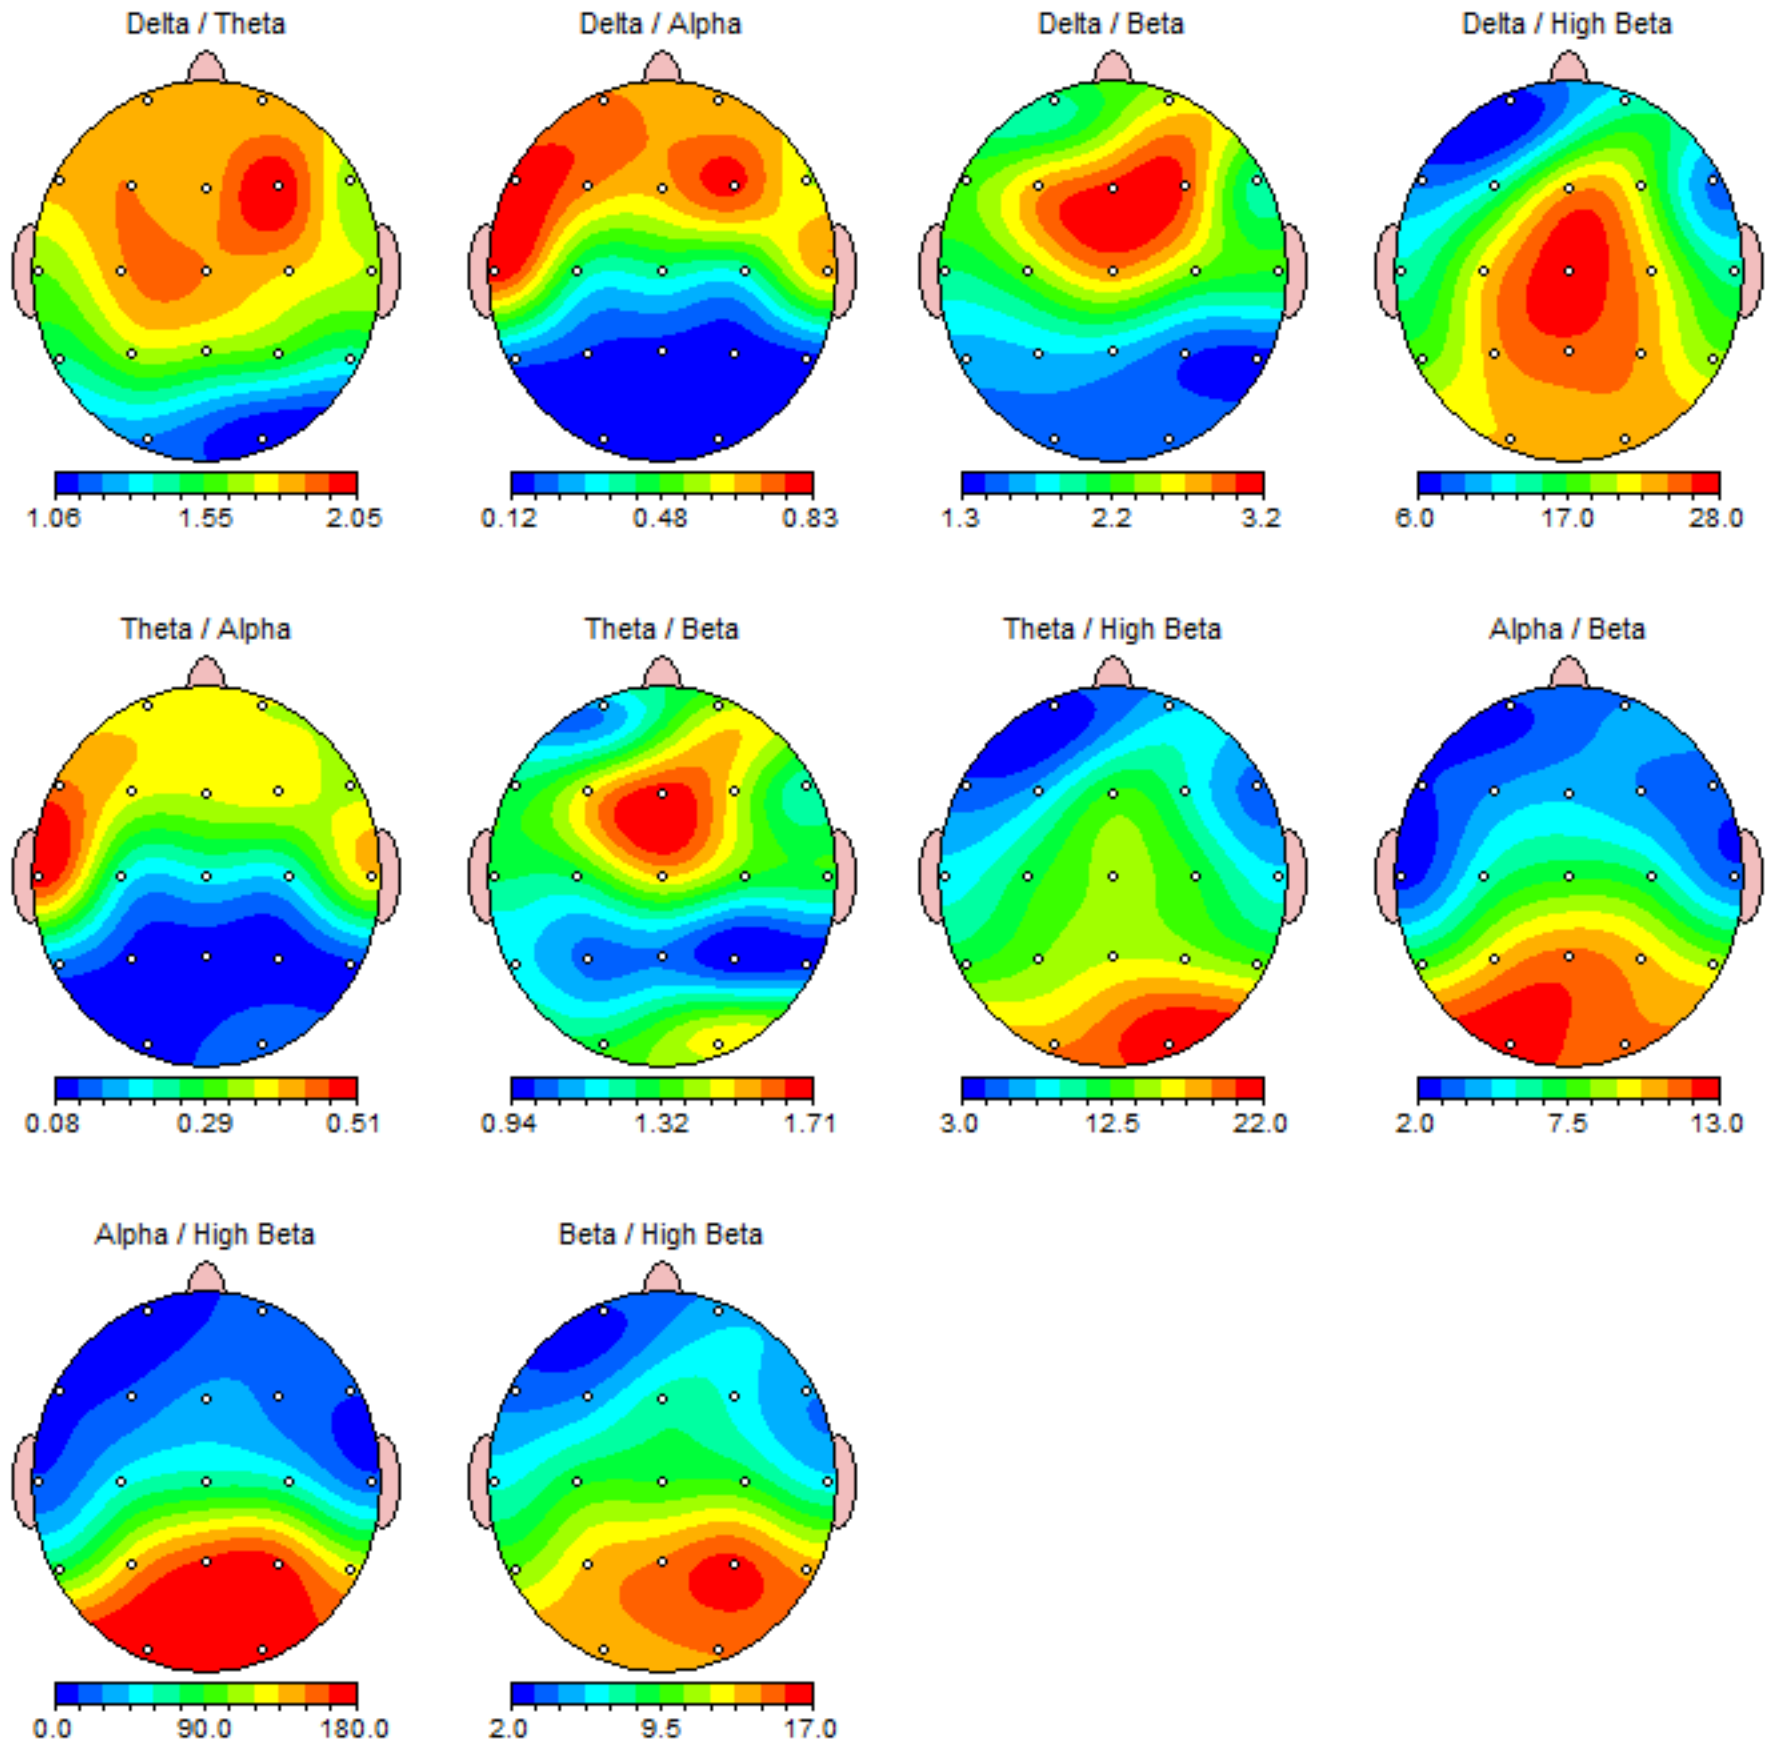 Delta / Theta
Delta / Alpha
Delta / Beta
Delta / High Beta
1.06 1.55 2.05
0.12 0.48 0.83
1.3 2.2 3.2
6.0 17.0 28.0
Theta / Alpha
Theta / Beta
Theta / High Beta
Alpha / Beta
0.08 0.29 0.51
0.94 1.32 1.71
3.0 12.5 22.0
2.0 7.5 13.0
Alpha / High Beta
Beta / High Beta
0.0 90.0 180.0
2.0 9.5 17.0